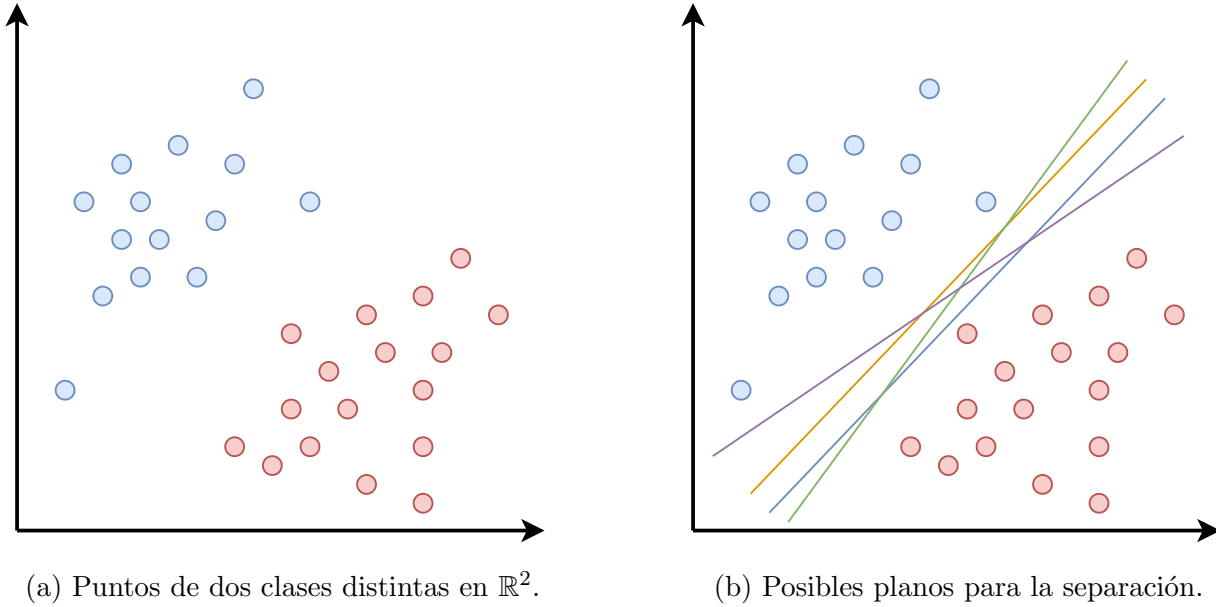 (a) Puntos de dos clases distintas en ℝ².
(b) Posibles planos para la separación.